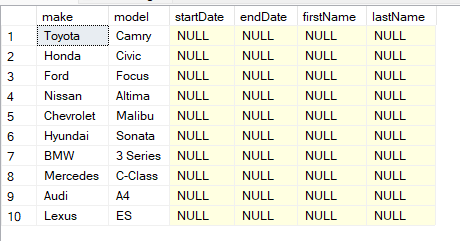 make model startDate endDate firstName lastName
1 Toyota Camry NULL NULL NULL NULL
2 Honda Civic NULL NULL NULL NULL
3 Ford Focus NULL NULL NULL NULL
4 Nissan Altima NULL NULL NULL NULL
5 Chevrolet Malibu NULL NULL NULL NULL
6 Hyundai Sonata NULL NULL NULL NULL
7 BMW 3 Series NULL NULL NULL NULL
8 Mercedes C-Class NULL NULL NULL NULL
9 Audi A4 NULL NULL NULL NULL
10 Lexus ES NULL NULL NULL NULL